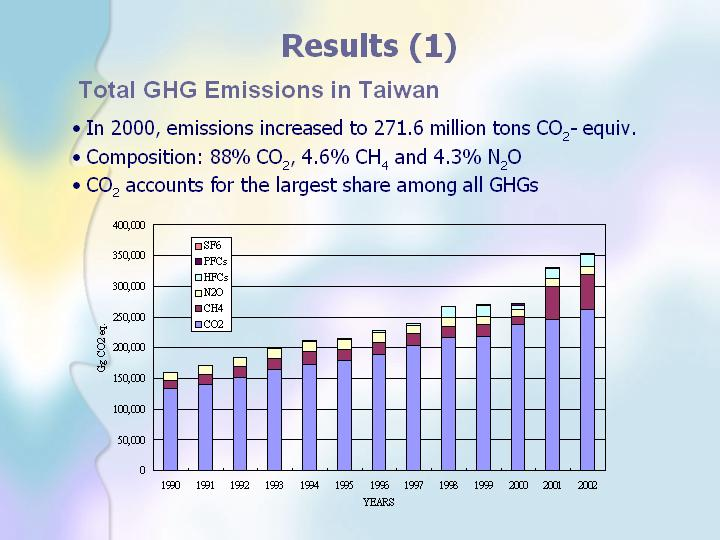 Results (1)
Total GHG Emissions in Taiwan
• In 2000, emissions increased to 271.6 million tons CO2- equiv.
• Composition: 88% CO2, 4.6% CH4 and 4.3% N2O
• CO2 accounts for the largest share among all GHGs
400,000
350,000
300,000
250,000
200,000
150,000
100,000
50,000
0
Gg CO2 eq.
SF6
PFCs
HFCs
N2O
CH4
CO2
1990 1991 1992 1993 1994 1995 1996 1997 1998 1999 2000 2001 2002
YEARS